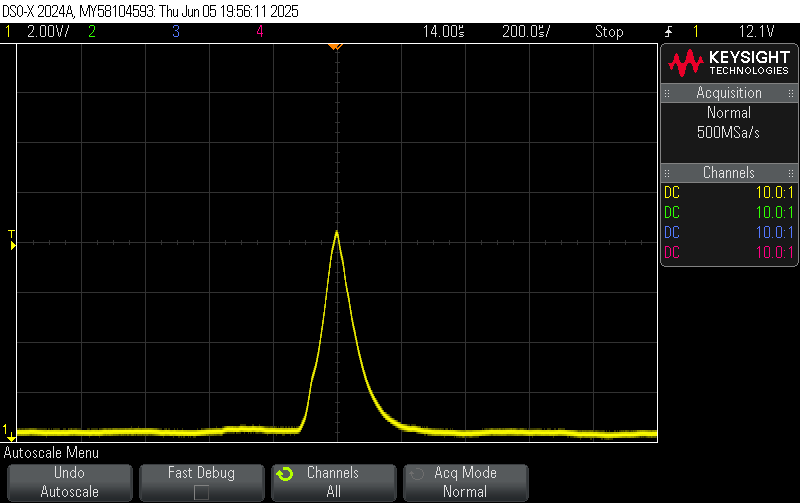 DSO-X 2024A, MY58104593: Thu Jun 05 19:56:11 2025
1 2.00V/ 2 3 4 14.00s 200.0s/ Stop 1 12.1V
KEYSIGHT
TECHNOLOGIES
Acquisition
Normal
500MSa/s
Channels
DC 10.0:1
DC 10.0:1
DC 10.0:1
DC 10.0:1
T
1
Autoscale Menu
Undo
Autoscale
Fast Debug
Channels
All
Acq Mode
Normal